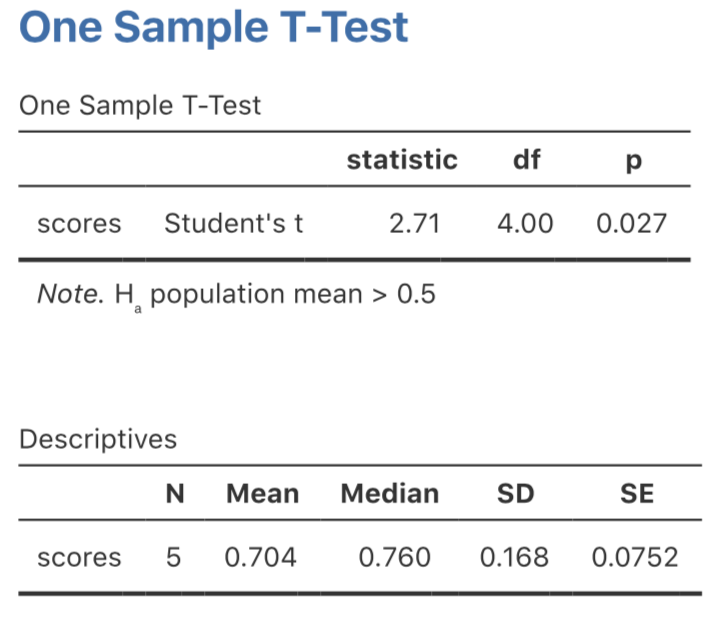 One Sample T-Test
One Sample T-Test
statistic df p
scores Student's t 2.71 4.00 0.027
Note. Hₐ population mean > 0.5
Descriptives
N Mean Median SD SE
scores 5 0.704 0.760 0.168 0.0752